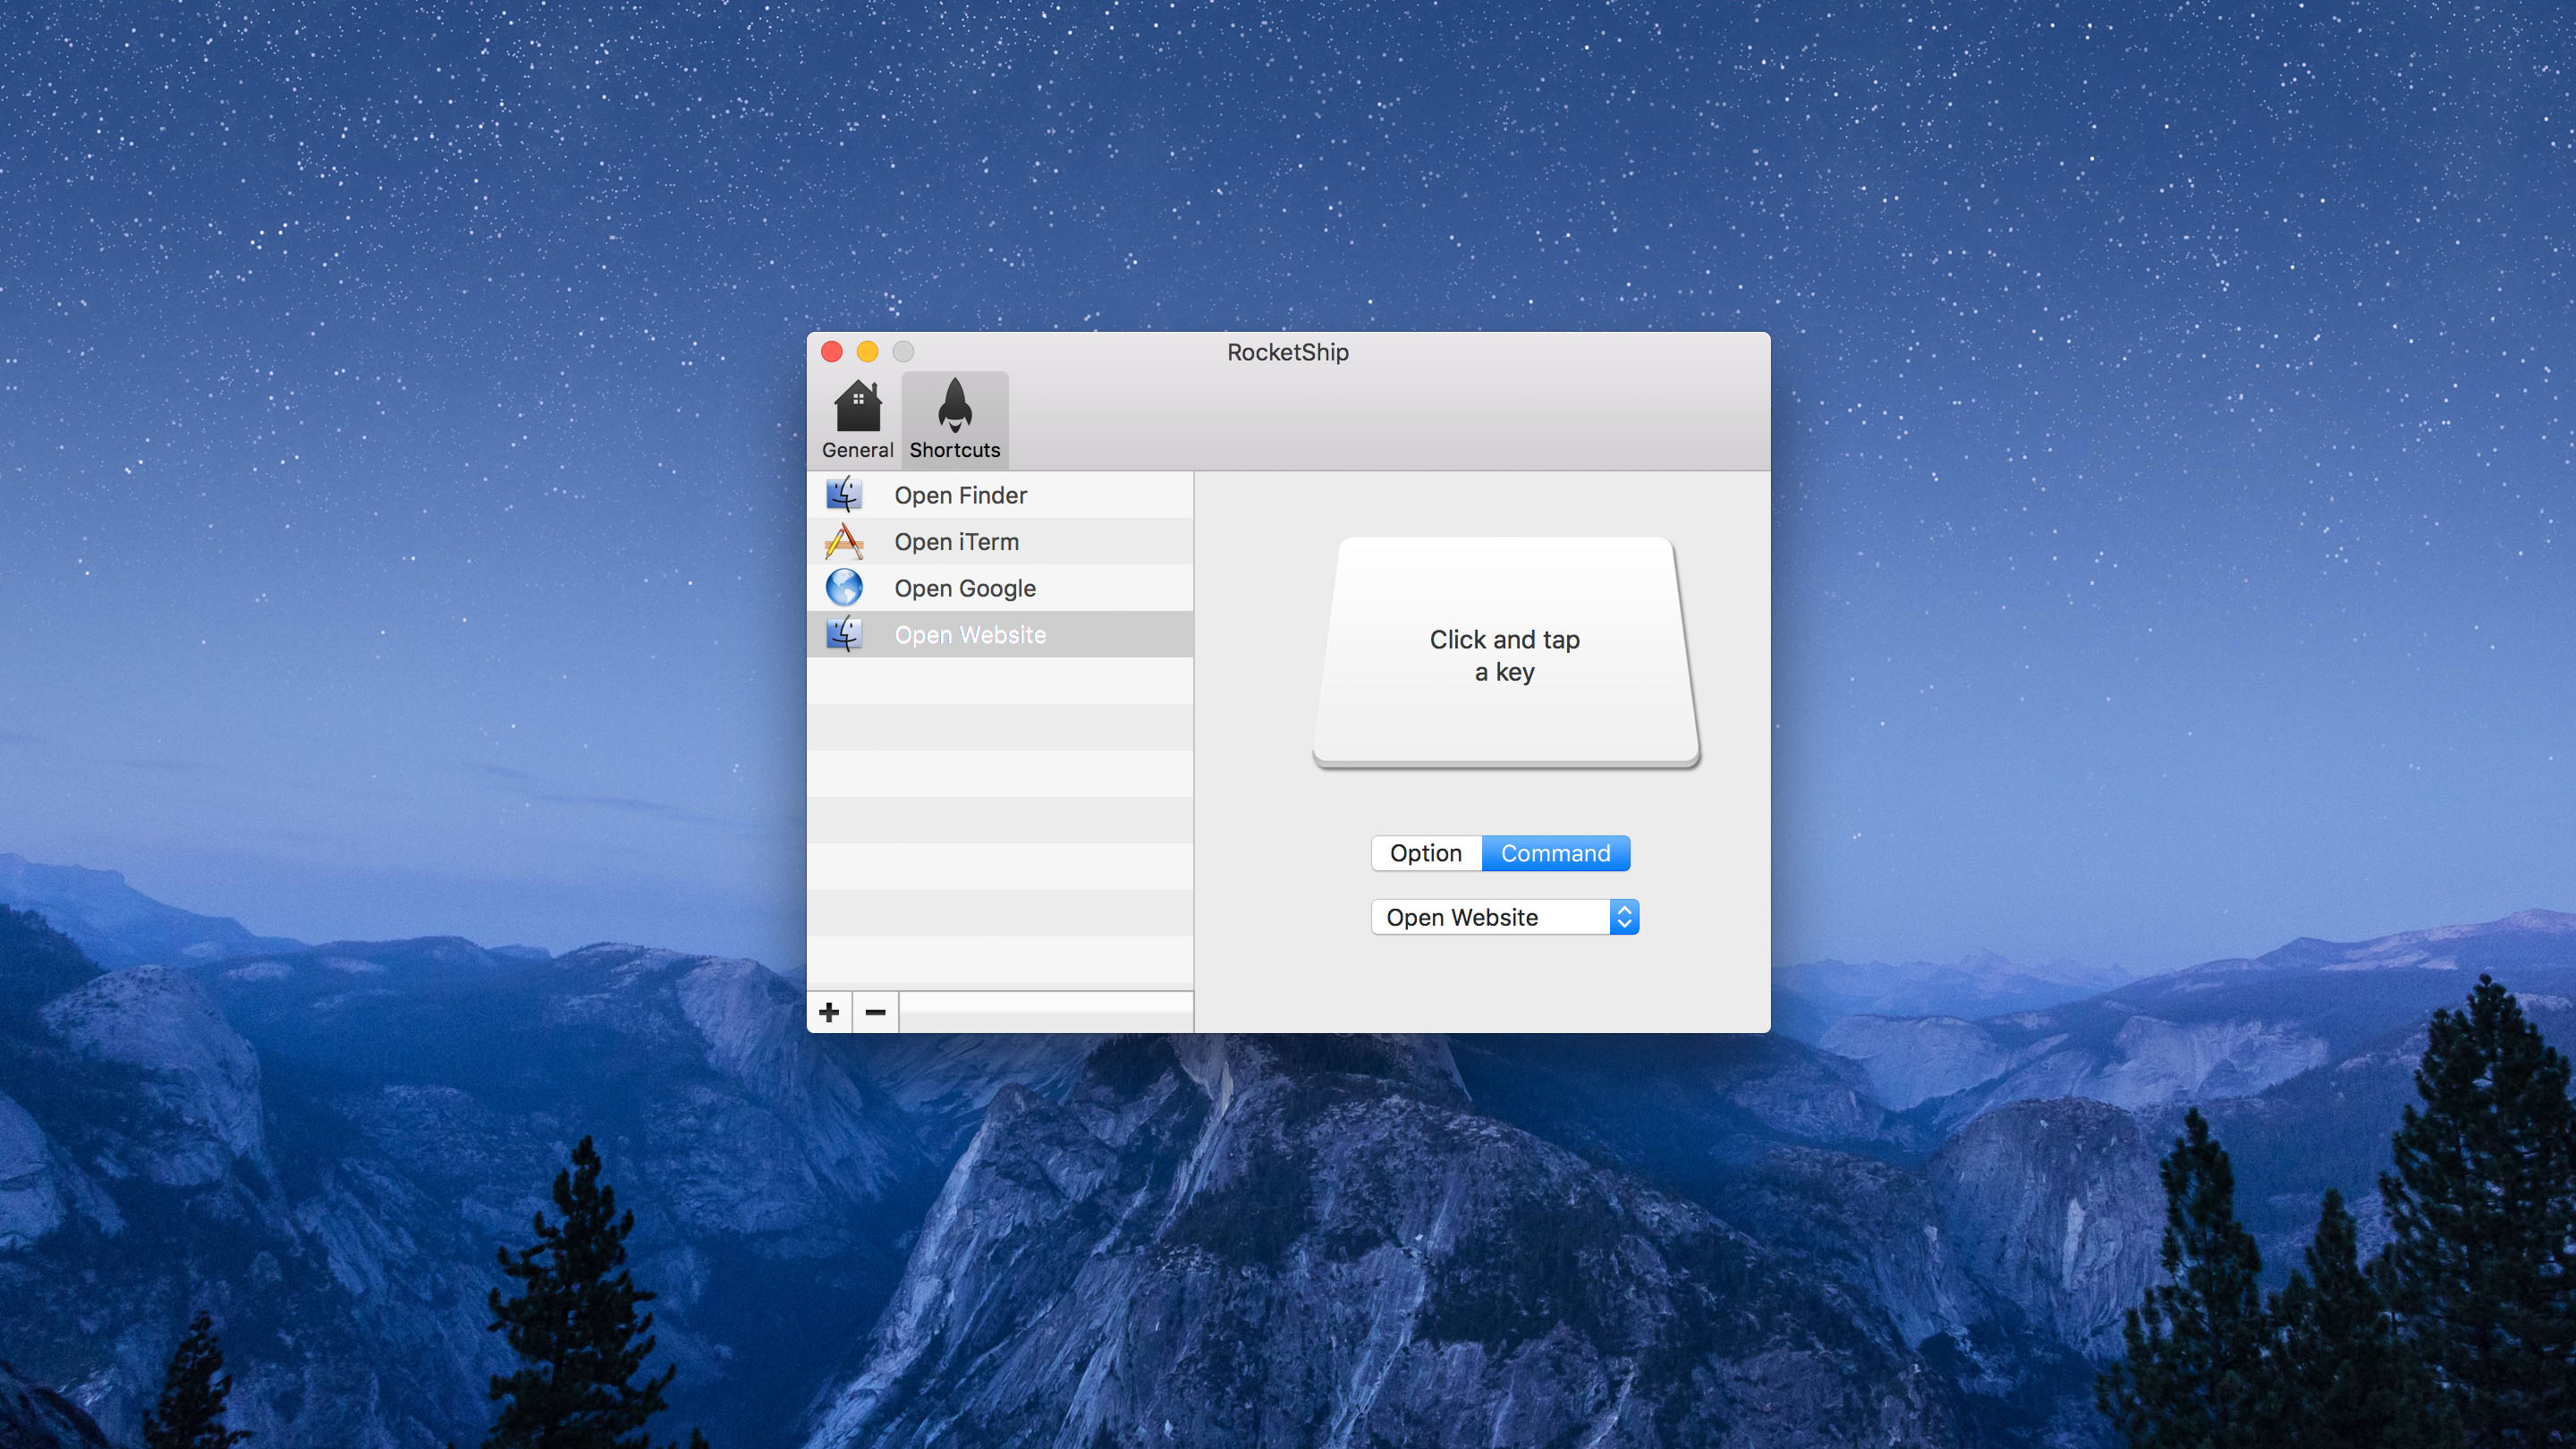 RocketShip
General
Shortcuts
Open Finder
Open iTerm
Open Google
Open Website
Click and tap
a key
Option
Command
Open Website